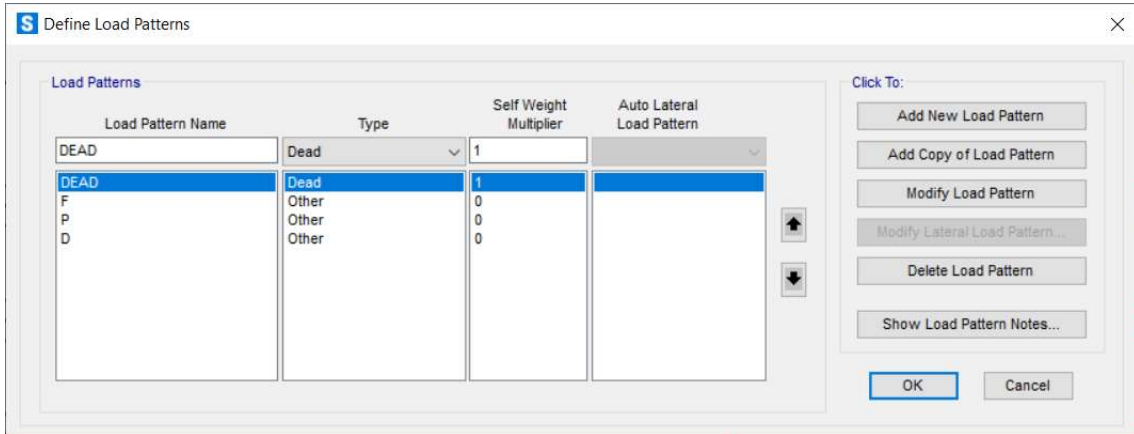 S Define Load Patterns
Load Patterns
Load Pattern Name Type Self Weight Multiplier Auto Lateral Load Pattern
DEAD Dead 1
DEAD Dead 1
F Other 0
P Other 0
D Other 0
Click To:
Add New Load Pattern
Add Copy of Load Pattern
Modify Load Pattern
Modify Lateral Load Pattern...
Delete Load Pattern
Show Load Pattern Notes...
OK Cancel